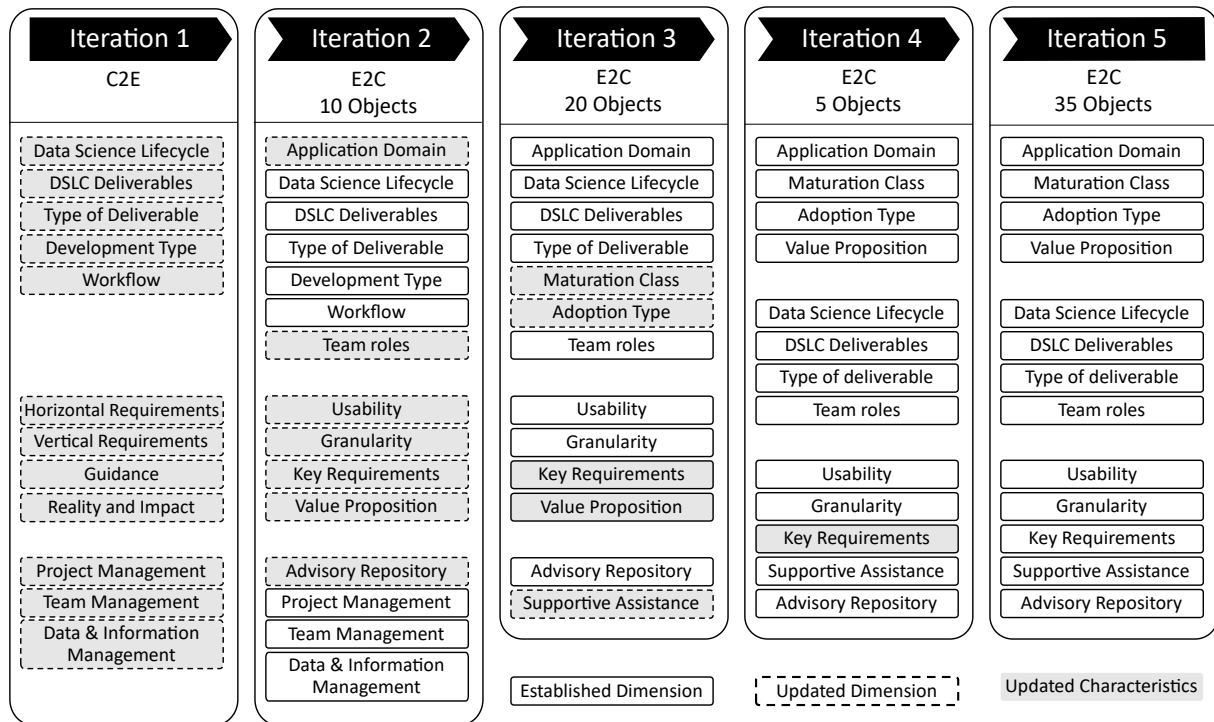 Iteration 1
C2E
Data Science Lifecycle
DSLC Deliverables
Type of Deliverable
Development Type
Workflow
Horizontal Requirements
Vertical Requirements
Guidance
Reality and Impact
Project Management
Team Management
Data & Information
Management
Iteration 2
E2C
10 Objects
Application Domain
Data Science Lifecycle
DSLC Deliverables
Type of Deliverable
Development Type
Workflow
Team roles
Usability
Granularity
Key Requirements
Value Proposition
Advisory Repository
Project Management
Team Management
Data & Information
Management
Iteration 3
E2C
20 Objects
Application Domain
Data Science Lifecycle
DSLC Deliverables
Type of Deliverable
Maturation Class
Adoption Type
Team roles
Usability
Granularity
Key Requirements
Value Proposition
Advisory Repository
Supportive Assistance
Iteration 4
E2C
5 Objects
Application Domain
Maturation Class
Adoption Type
Value Proposition
Data Science Lifecycle
DSLC Deliverables
Type of deliverable
Team roles
Usability
Granularity
Key Requirements
Supportive Assistance
Advisory Repository
Iteration 5
E2C
35 Objects
Application Domain
Maturation Class
Adoption Type
Value Proposition
Data Science Lifecycle
DSLC Deliverables
Type of deliverable
Team roles
Usability
Granularity
Key Requirements
Supportive Assistance
Advisory Repository
Established Dimension
Updated Dimension
Updated Characteristics